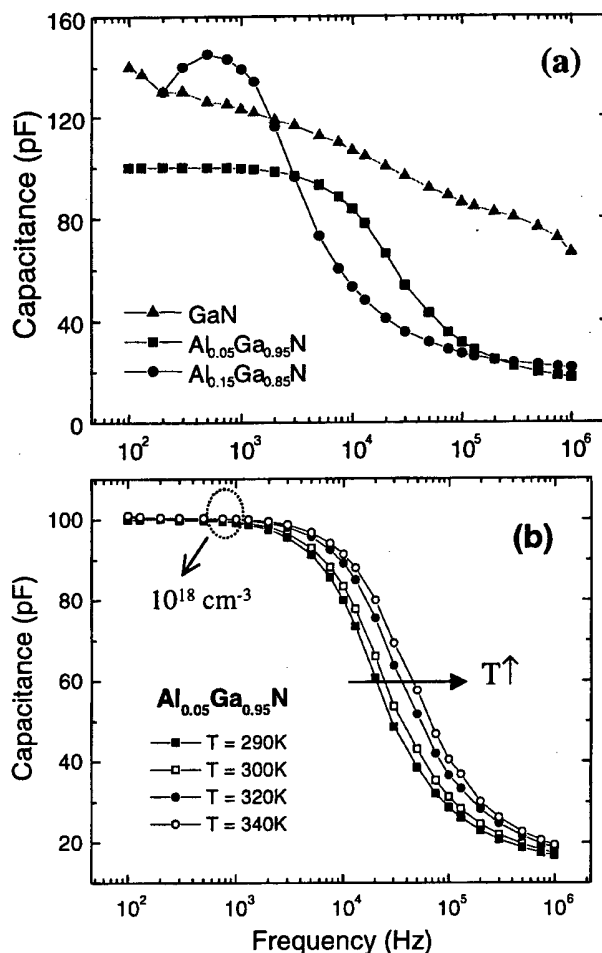 160
(a)
120
80
40
0
Capacitance (pF)
GaN
Al0.05Ga0.95N
Al0.15Ga0.85N
10² 10³ 10⁴ 10⁵ 10⁶
(b)
100
80
60
40
20
Capacitance (pF)
10¹⁸ cm⁻³
T↑
Al0.05Ga0.95N
T = 290K
T = 300K
T = 320K
T = 340K
10² 10³ 10⁴ 10⁵ 10⁶
Frequency (Hz)